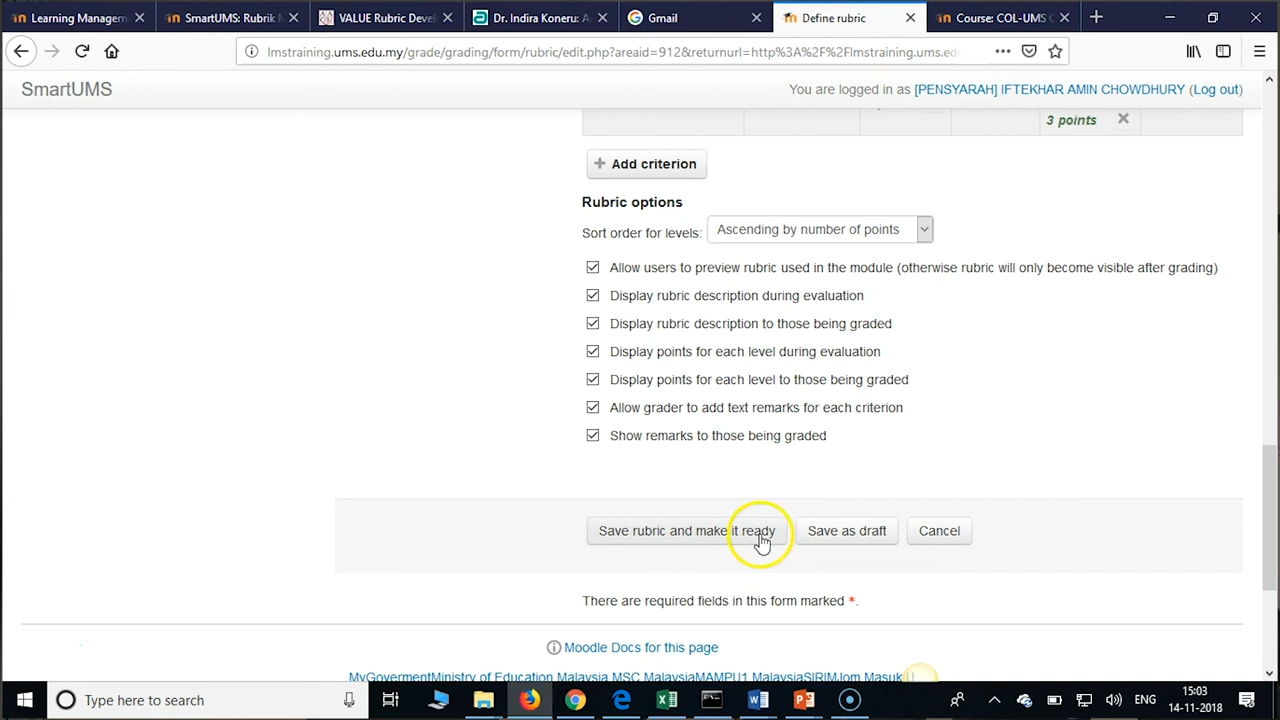 Learning Managem
SmartUMS: Rubrik
VALUE Rubric Deve
Dr. Indira Koneru: A
Gmail
Define rubric
Course: COL-UMS
lmstraining.ums.edu.my/grade/grading/form/rubric/edit.php?areaid=912&returnurl=http%3A%2F%2Flmstraining.ums.ed
SmartUMS
You are logged in as [PENSYARAH] IFTEKHAR AMIN CHOWDHURY (Log out)
3 points
+ Add criterion
Rubric options
Sort order for levels: Ascending by number of points
Allow users to preview rubric used in the module (otherwise rubric will only become visible after grading)
Display rubric description during evaluation
Display rubric description to those being graded
Display points for each level during evaluation
Display points for each level to those being graded
Allow grader to add text remarks for each criterion
Show remarks to those being graded
Save rubric and make it ready Save as draft Cancel
There are required fields in this form marked *.
Moodle Docs for this page
MyGovermentMinistry of Education Malaysia MSC MalaysiaMAMPU1 MalaysiaSIRIMJom Masuk U
Type here to search
ENG
15:03
14-11-2018